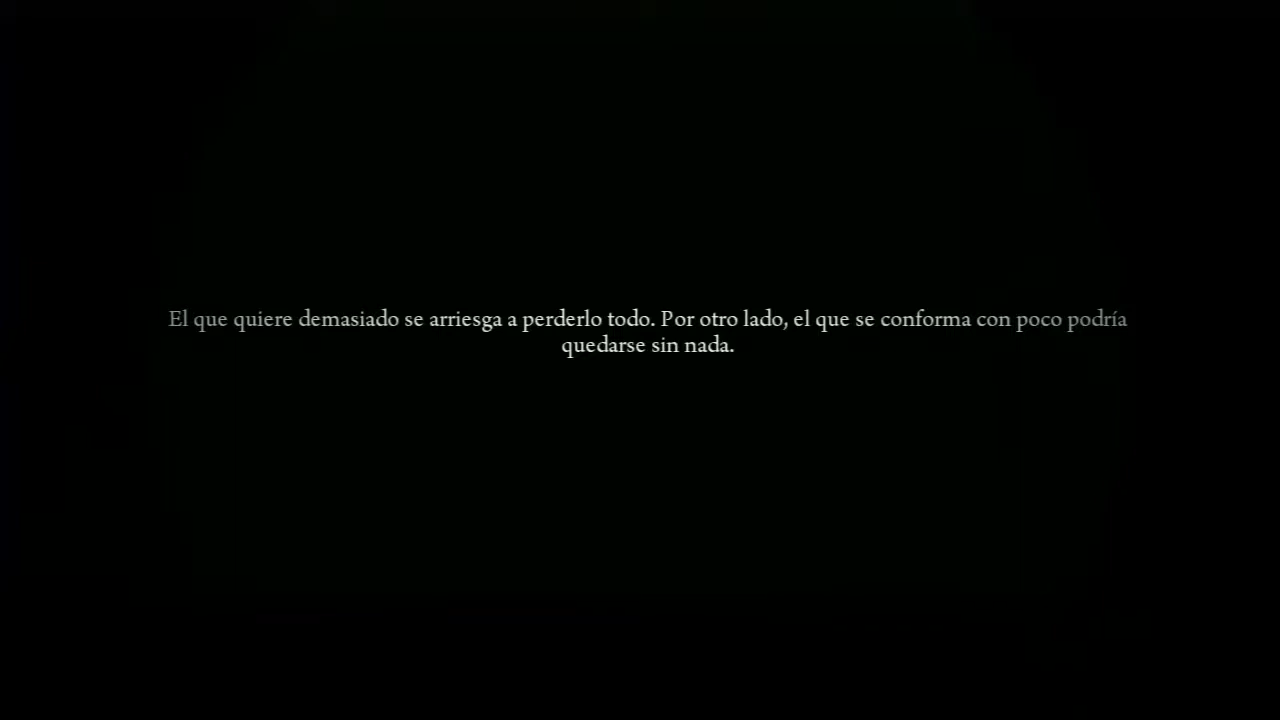 El que quiere demasiado se arriesga a perderlo todo. Por otro lado, el que se conforma con poco podría
quedarse sin nada.